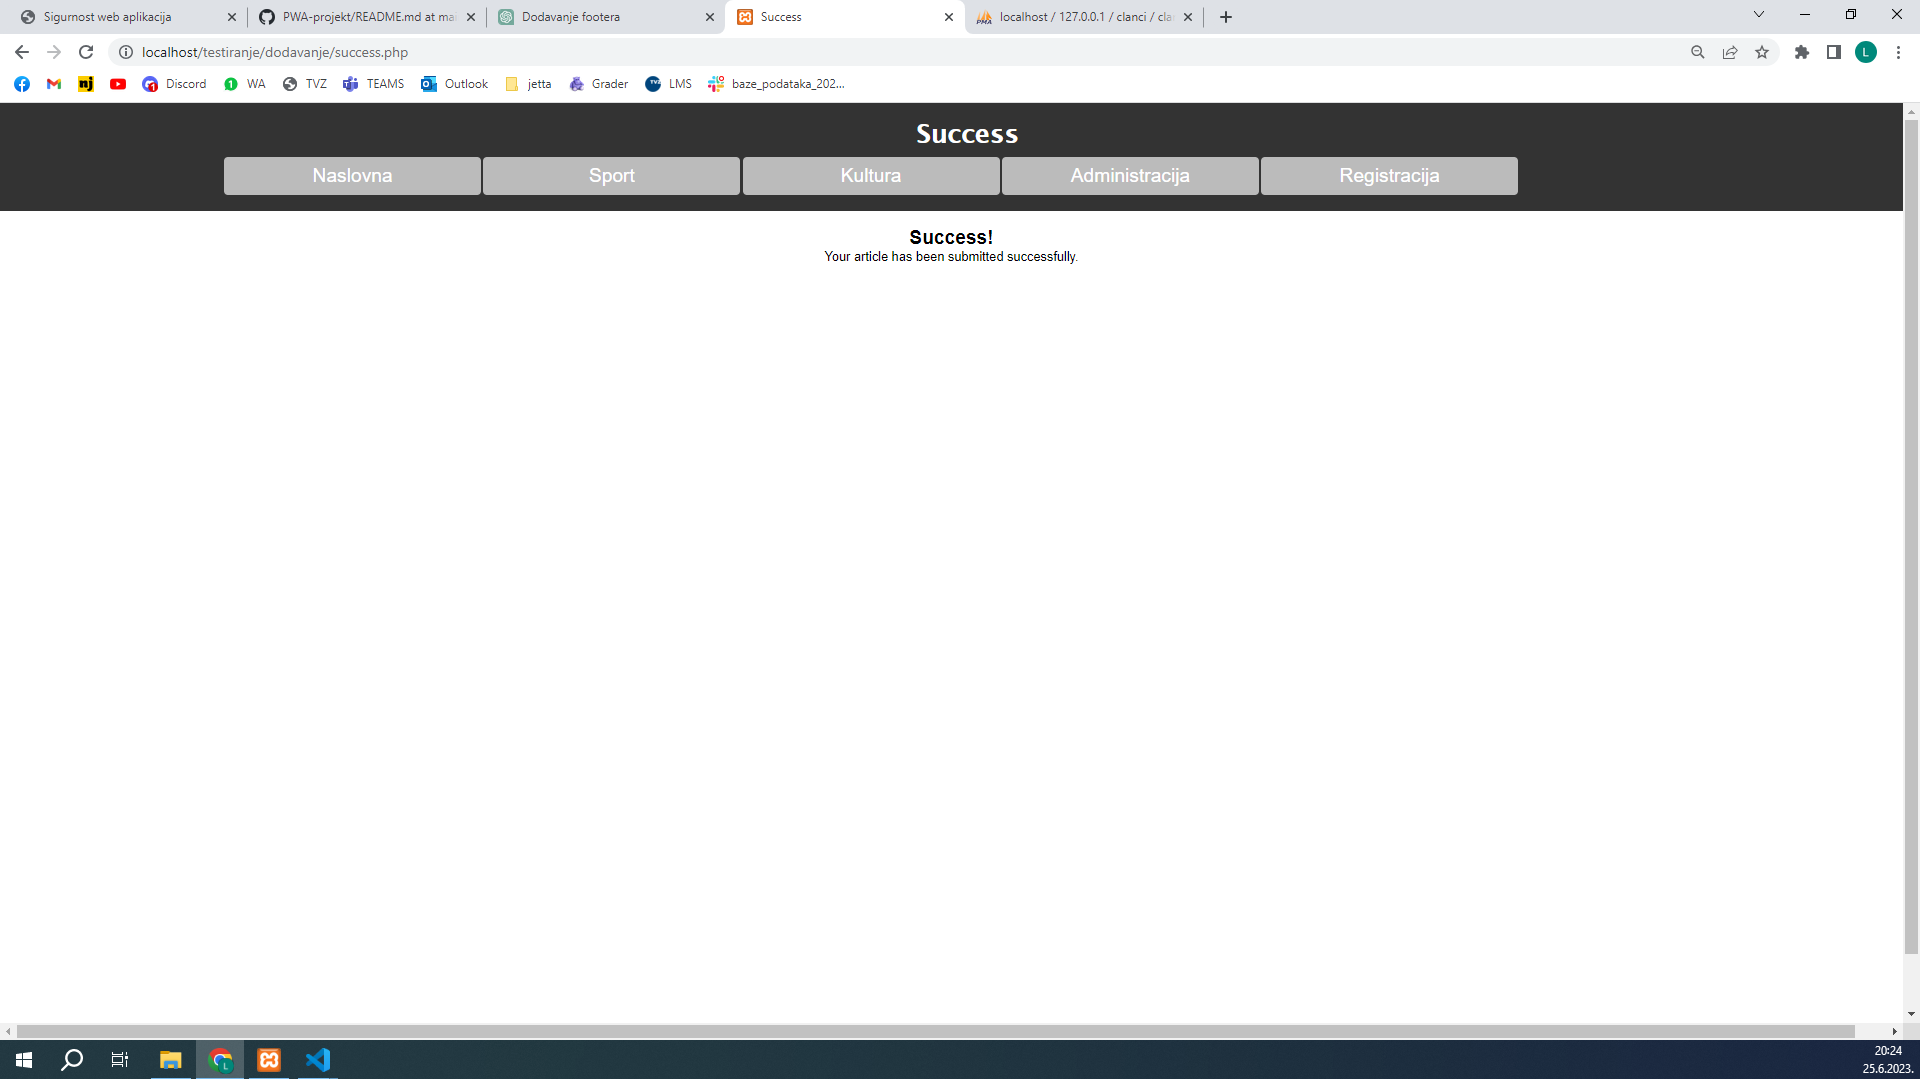 Sigurnost web aplikacija
PWA-projekt/README.md at mai
Dodavanje footera
Success
localhost / 127.0.0.1 / clanci / cla
localhost/testiranje/dodavanje/success.php
L
Discord
WA
TVZ
TEAMS
Outlook
jetta
Grader
LMS
baze_podataka_202...
Success
Naslovna
Sport
Kultura
Administracija
Registracija
Success!
Your article has been submitted successfully.
20:24
25.6.2023.